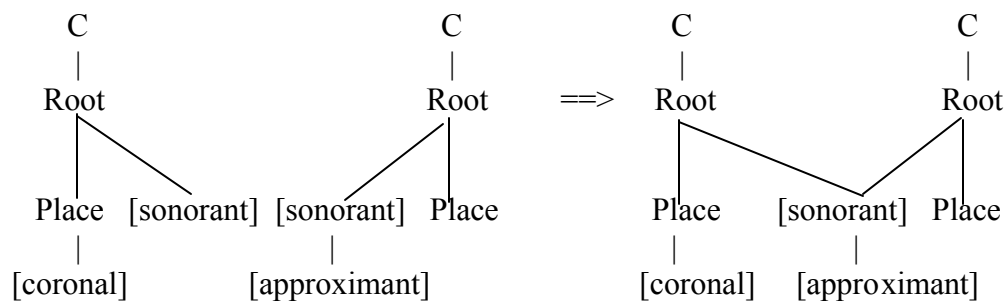 C C C C
| | | |
Root Root ==> Root Root
Place [sonorant] [sonorant] Place Place [sonorant] Place
| | | |
[coronal] [approximant] [coronal] [approximant]